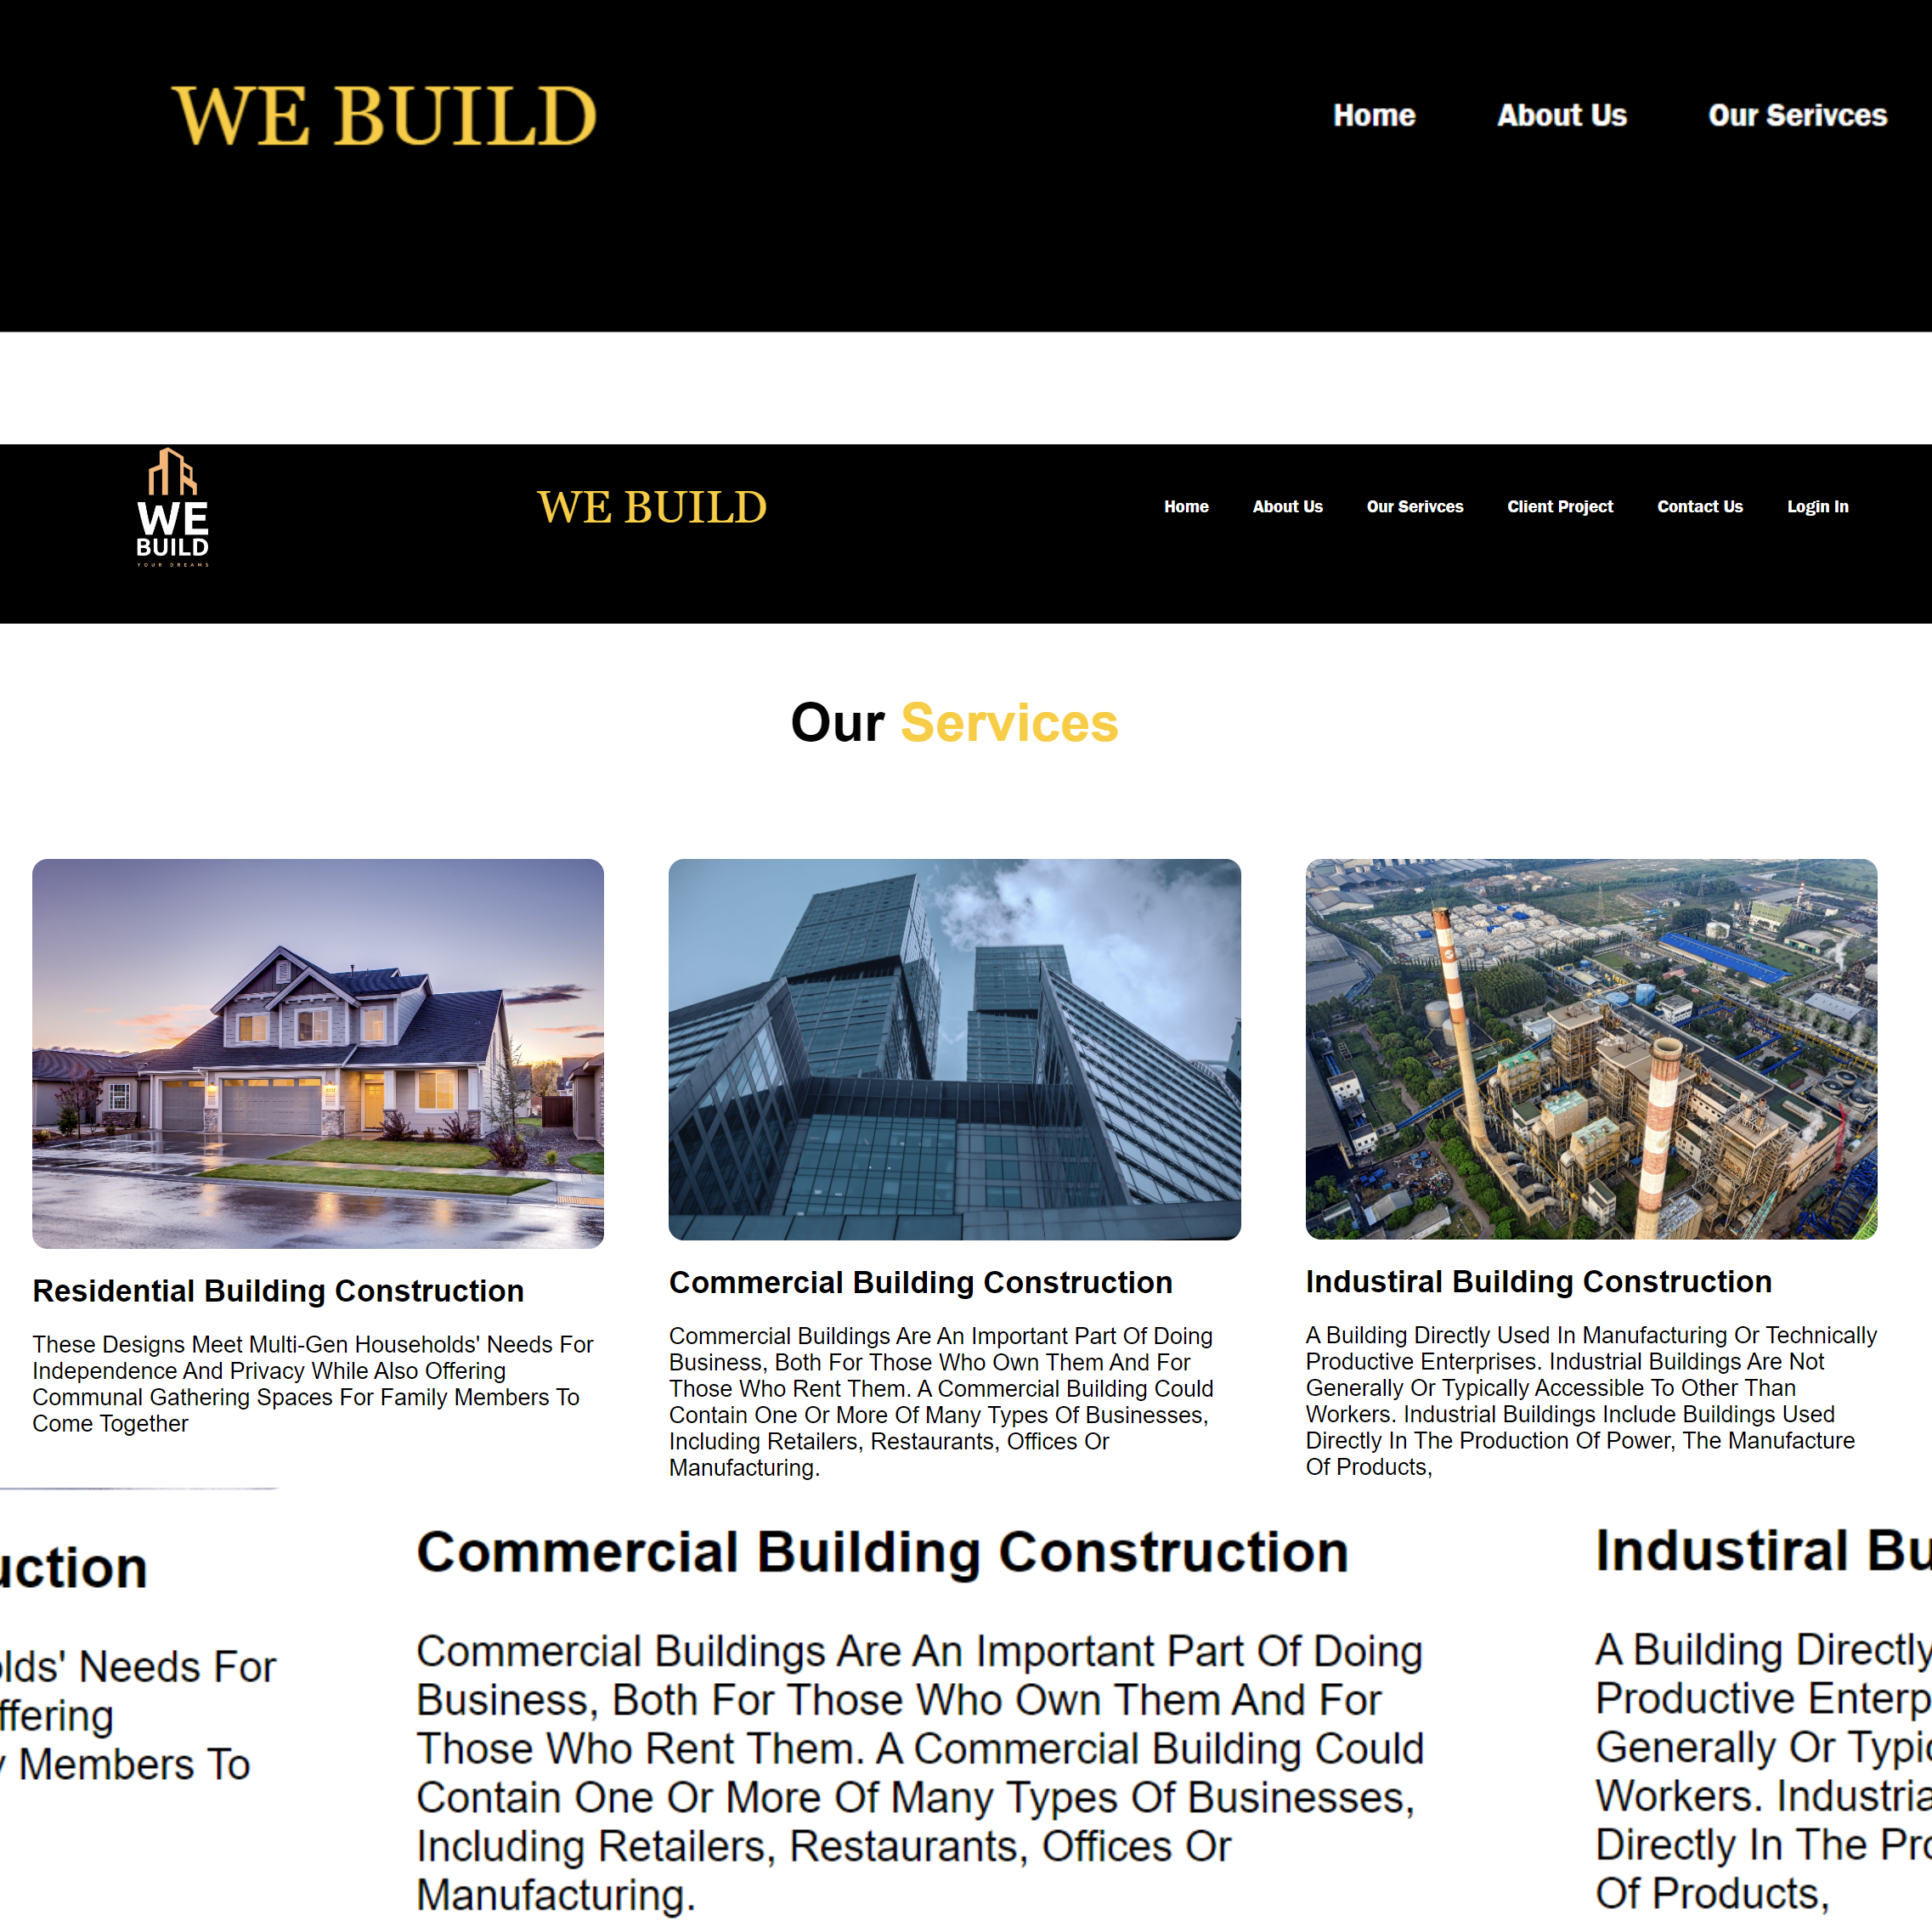 WE BUILD
Home About Us Our Serivces
WE
BUILD
YOUR DREAMS
WE BUILD
Home About Us Our Serivces Client Project Contact Us Login In
Our Services
Residential Building Construction
These Designs Meet Multi-Gen Households' Needs For
Independence And Privacy While Also Offering
Communal Gathering Spaces For Family Members To
Come Together
Commercial Building Construction
Commercial Buildings Are An Important Part Of Doing
Business, Both For Those Who Own Them And For
Those Who Rent Them. A Commercial Building Could
Contain One Or More Of Many Types Of Businesses,
Including Retailers, Restaurants, Offices Or
Manufacturing.
Industiral Building Construction
A Building Directly Used In Manufacturing Or Technically
Productive Enterprises. Industrial Buildings Are Not
Generally Or Typically Accessible To Other Than
Workers. Industrial Buildings Include Buildings Used
Directly In The Production Of Power, The Manufacture
Of Products,
uction
olds' Needs For
ffering
y Members To
Commercial Building Construction
Commercial Buildings Are An Important Part Of Doing
Business, Both For Those Who Own Them And For
Those Who Rent Them. A Commercial Building Could
Contain One Or More Of Many Types Of Businesses,
Including Retailers, Restaurants, Offices Or
Manufacturing.
Industiral Bu
A Building Directly
Productive Enterp
Generally Or Typic
Workers. Industria
Directly In The Pro
Of Products,